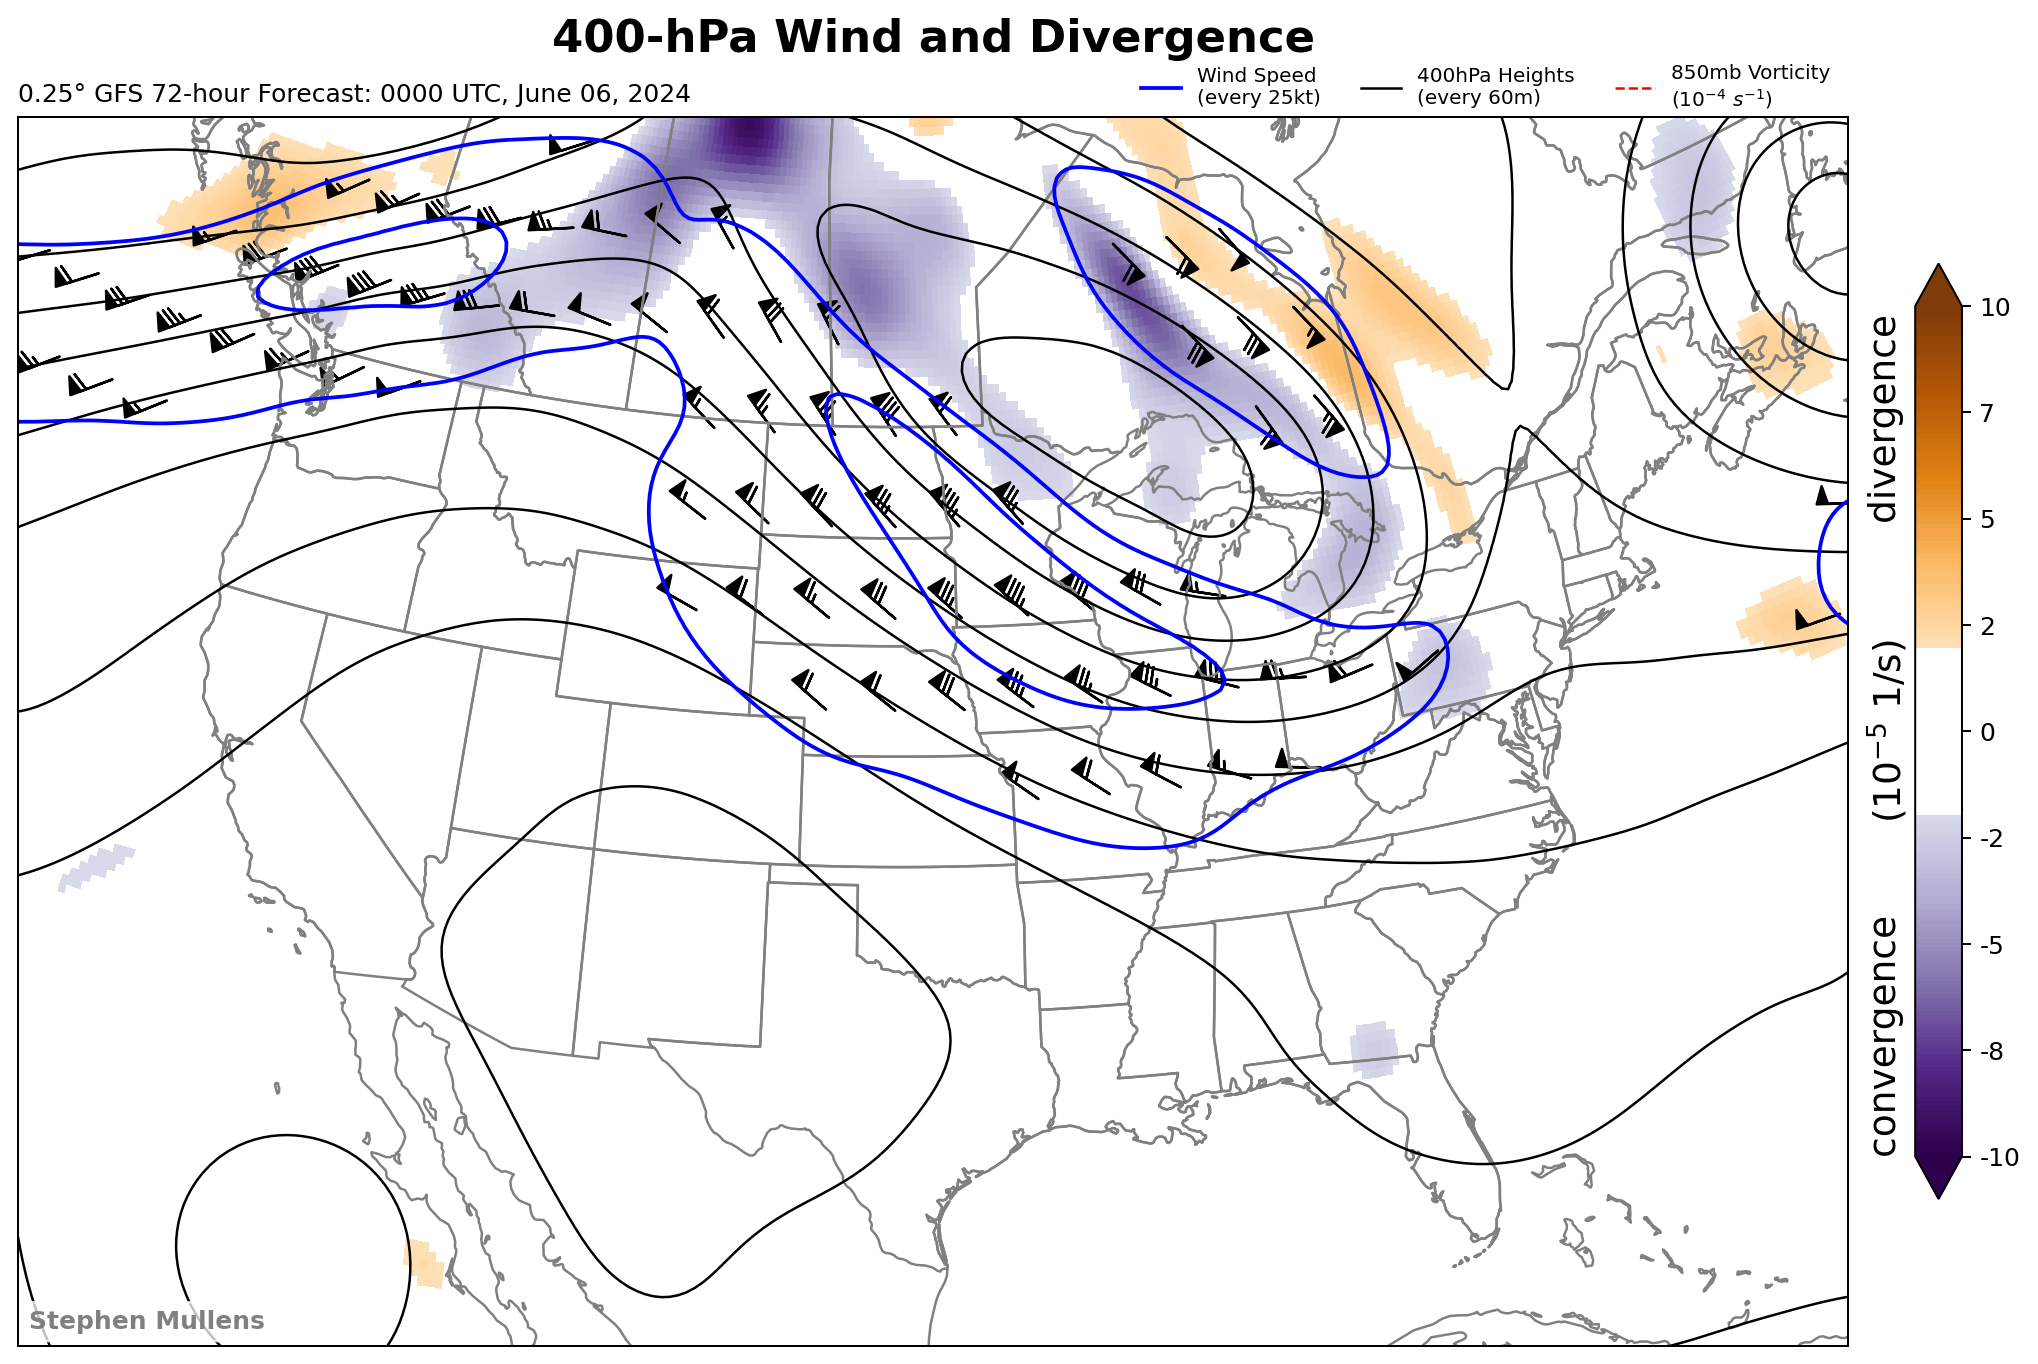 400-hPa Wind and Divergence
0.25° GFS 72-hour Forecast: 0000 UTC, June 06, 2024
Wind Speed
(every 25kt)
400hPa Heights
(every 60m)
850mb Vorticity
(10⁻⁴ s⁻¹)
10
7
5
2
0
-2
-5
-8
-10
convergence (10⁻⁵ 1/s) divergence
Stephen Mullens